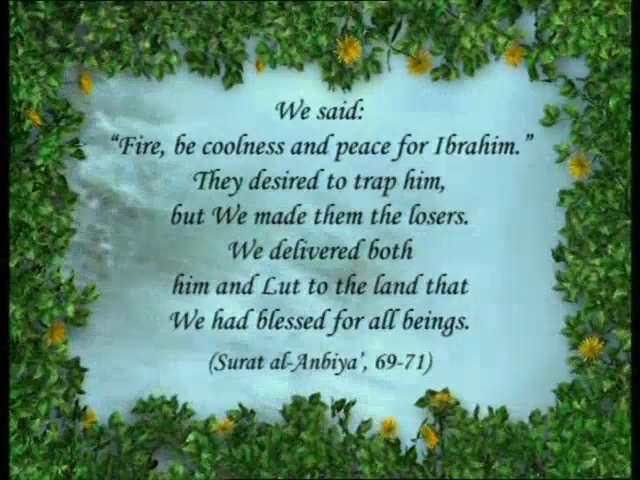 We said:
“Fire, be coolness and peace for Ibrahim.”
They desired to trap him,
but We made them the losers.
We delivered both
him and Lut to the land that
We had blessed for all beings.
(Surat al-Anbiya’, 69-71)